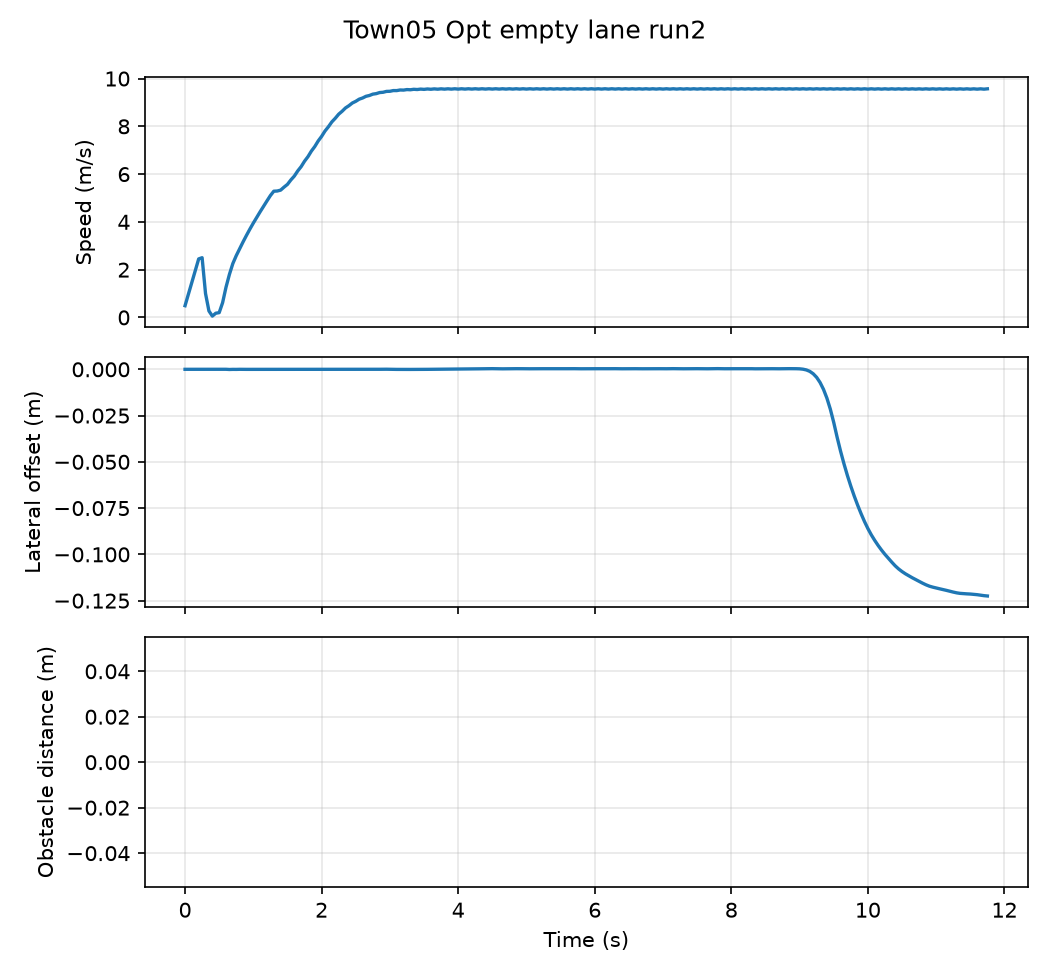 Town05 Opt empty lane run2
10
8
6
4
2
0
Speed (m/s)
0.000
−0.025
−0.050
−0.075
−0.100
−0.125
Lateral offset (m)
0.04
0.02
0.00
−0.02
−0.04
Obstacle distance (m)
0 2 4 6 8 10 12
Time (s)